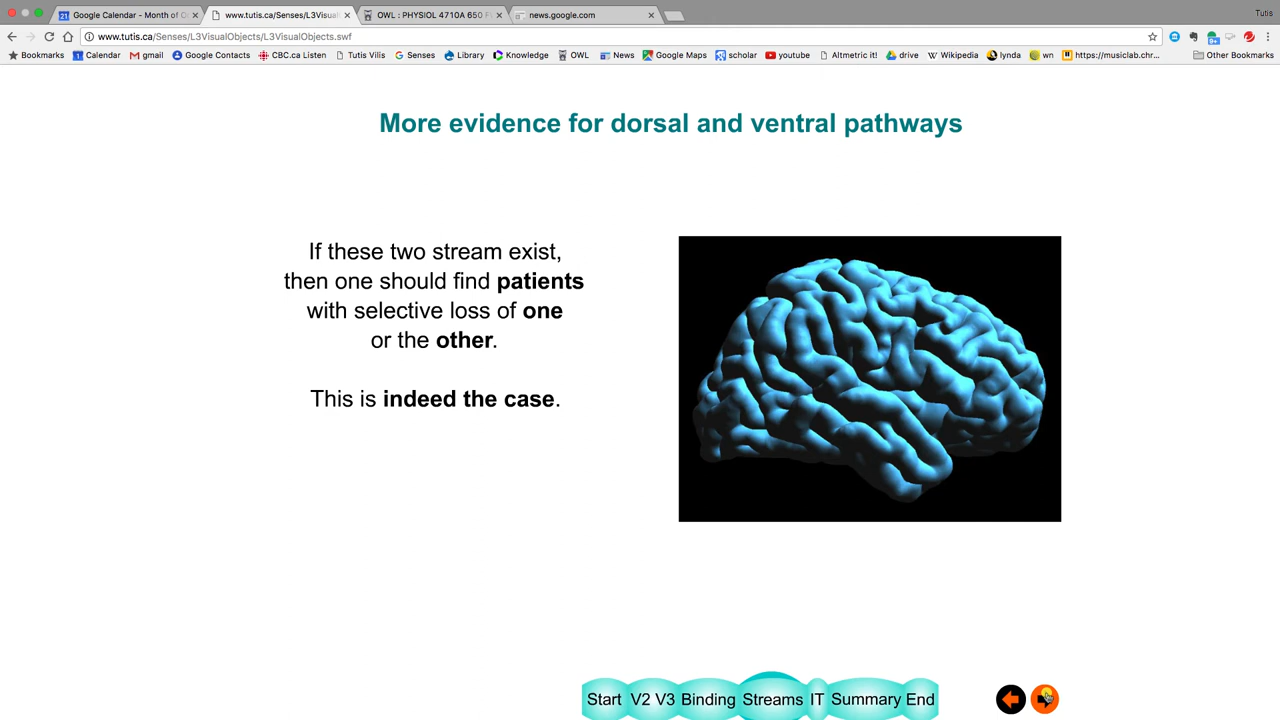 Google Calendar - Month of O
www.tutis.ca/Senses/L3Visual
OWL : PHYSIOL 4710A 650 F
news.google.com
Tutis
www.tutis.ca/Senses/L3VisualObjects/L3VisualObjects.swf
Bookmarks Calendar gmail Google Contacts CBC.ca Listen Tutis Vilis Senses Library Knowledge OWL News Google Maps scholar youtube Altmetric it! drive Wikipedia lynda wn https://musiclab.chr... Other Bookmarks
More evidence for dorsal and ventral pathways
If these two stream exist,
then one should find patients
with selective loss of one
or the other.
This is indeed the case.
Start V2 V3 Binding Streams IT Summary End